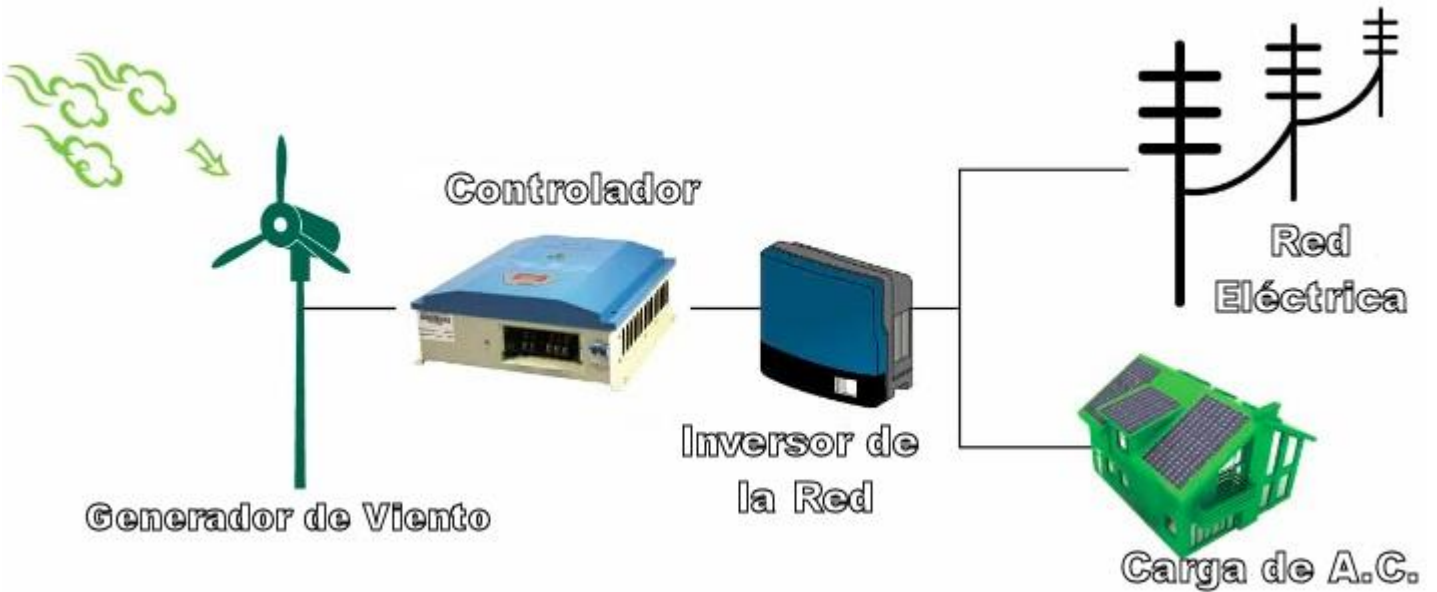 Controlador
Red
Eléctrica
Inversor de
la Red
Generador de Viento
Carga de A.C.